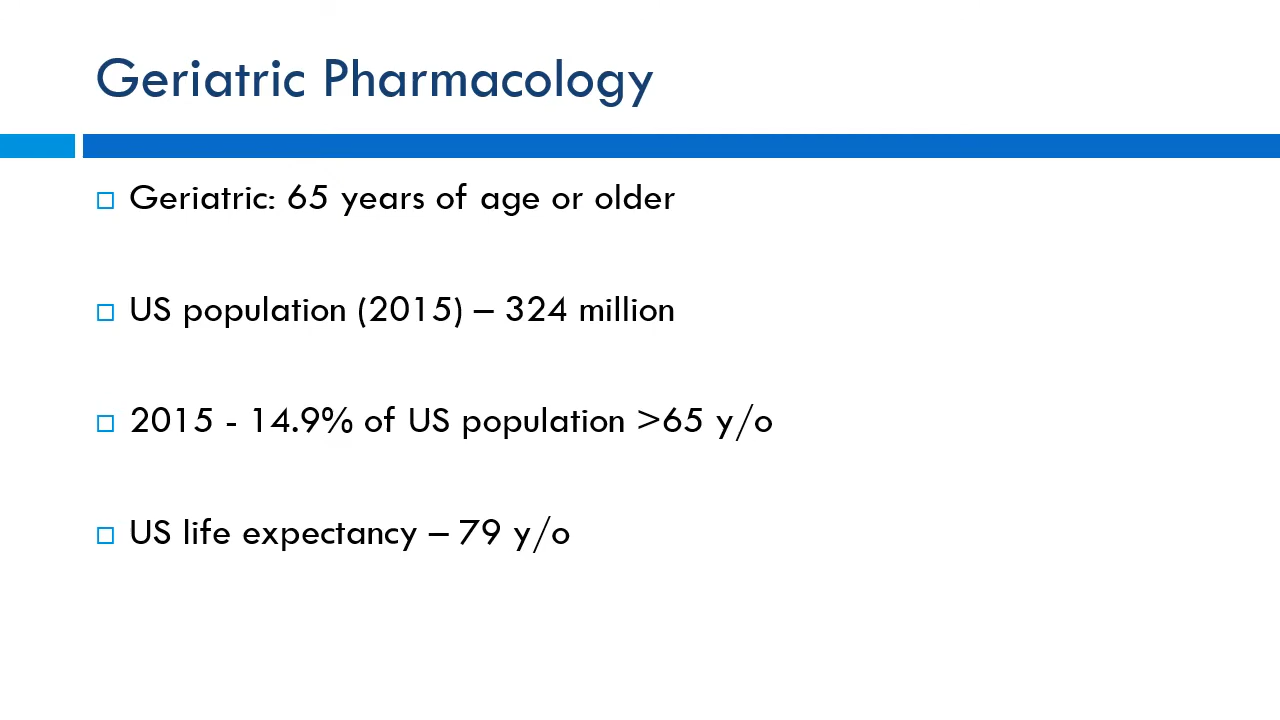 Geriatric Pharmacology
Geriatric: 65 years of age or older
US population (2015) – 324 million
2015 - 14.9% of US population >65 y/o
US life expectancy – 79 y/o